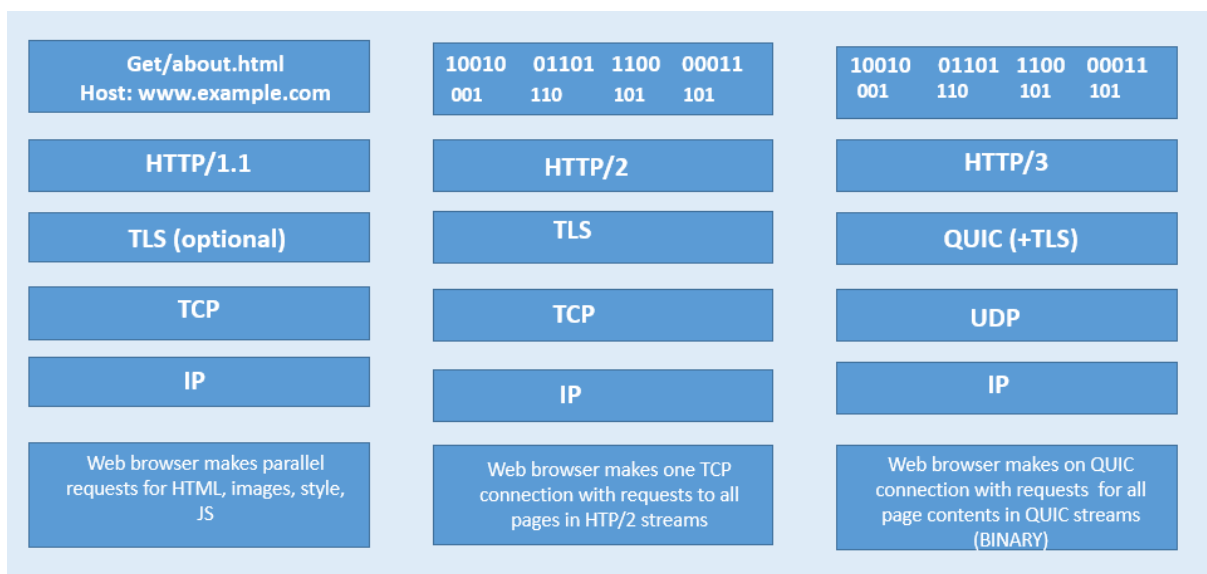 Get/about.html
Host: www.example.com
HTTP/1.1
TLS (optional)
TCP
IP
Web browser makes parallel
requests for HTML, images, style,
JS
10010 01101 1100 00011
001 110 101 101
HTTP/2
TLS
TCP
IP
Web browser makes one TCP
connection with requests to all
pages in HTP/2 streams
10010 01101 1100 00011
001 110 101 101
HTTP/3
QUIC (+TLS)
UDP
IP
Web browser makes on QUIC
connection with requests for all
page contents in QUIC streams
(BINARY)